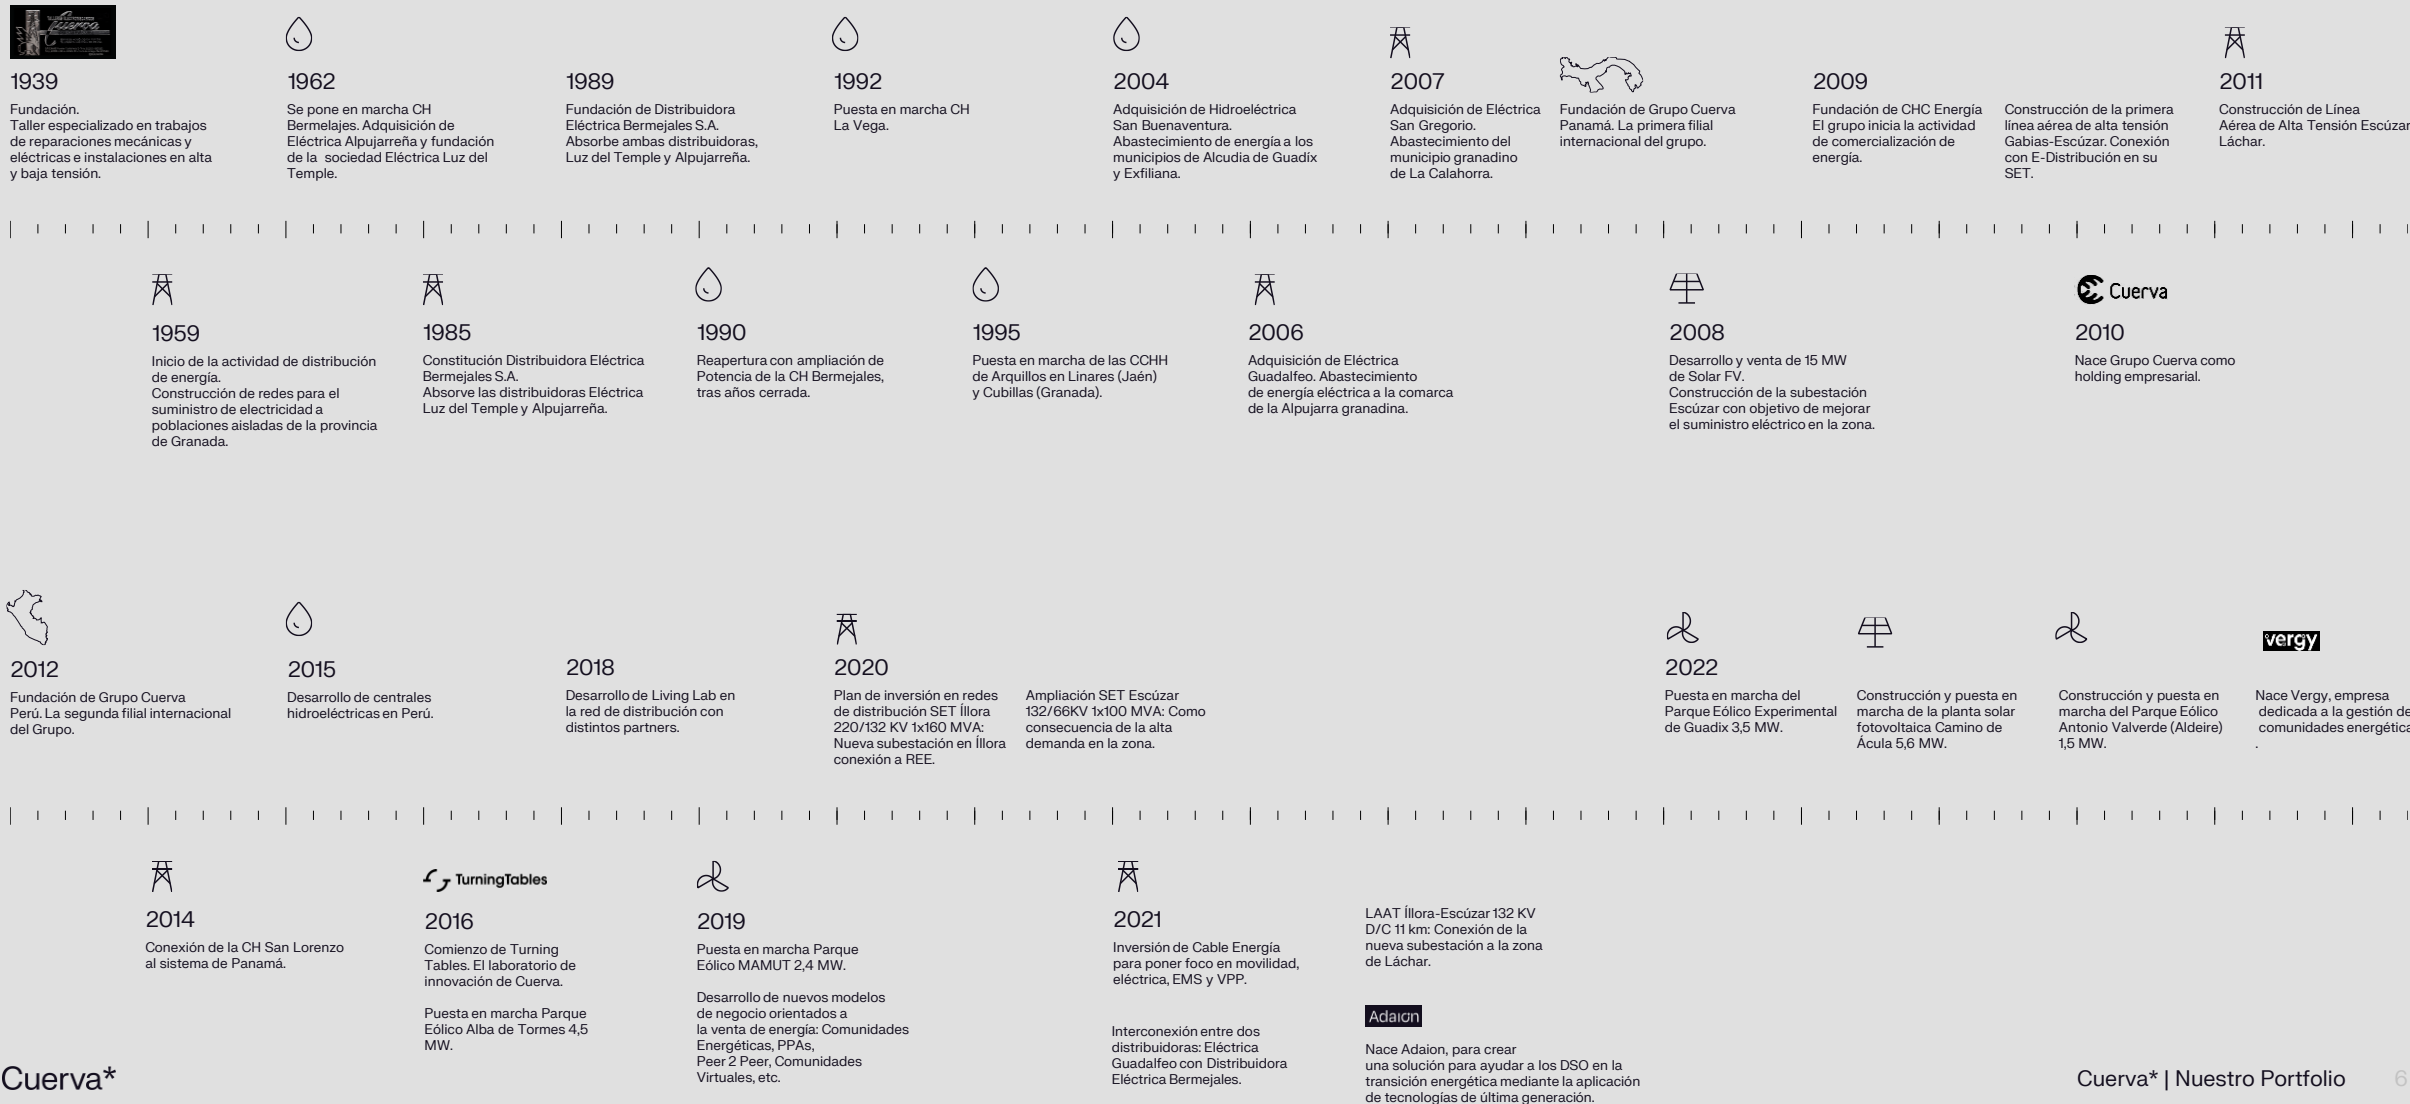 Cuerva
1939
Fundación.
Taller especializado en trabajos
de reparaciones mecánicas y
eléctricas e instalaciones en alta
y baja tensión.
1962
Se pone en marcha CH
Bermelajes. Adquisición de
Eléctrica Alpujarreña y fundación
de la sociedad Eléctrica Luz del
Temple.
1989
Fundación de Distribuidora
Eléctrica Bermejales S.A.
Absorbe ambas distribuidoras,
Luz del Temple y Alpujarreña.
1992
Puesta en marcha CH
La Vega.
2004
Adquisición de Hidroeléctrica
San Buenaventura.
Abastecimiento de energía a los
municipios de Alcudia de Guadíx
y Exfiliana.
2007
Adquisición de Eléctrica
San Gregorio.
Abastecimiento del
municipio granadino
de La Calahorra.
Fundación de Grupo Cuerva
Panamá. La primera filial
internacional del grupo.
2009
Fundación de CHC Energía
El grupo inicia la actividad
de comercialización de
energía.
Construcción de la primera
línea aérea de alta tensión
Gabias-Escúzar. Conexión
con E-Distribución en su
SET.
2011
Construcción de Línea
Aérea de Alta Tensión Escúzar
Láchar.
1959
Inicio de la actividad de distribución
de energía.
Construcción de redes para el
suministro de electricidad a
poblaciones aisladas de la provincia
de Granada.
1985
Constitución Distribuidora Eléctrica
Bermejales S.A.
Absorve las distribuidoras Eléctrica
Luz del Temple y Alpujarreña.
1990
Reapertura con ampliación de
Potencia de la CH Bermejales,
tras años cerrada.
1995
Puesta en marcha de las CCHH
de Arquillos en Linares (Jaén)
y Cubillas (Granada).
2006
Adquisición de Eléctrica
Guadalfeo. Abastecimiento
de energía eléctrica a la comarca
de la Alpujarra granadina.
2008
Desarrollo y venta de 15 MW
de Solar FV.
Construcción de la subestación
Escúzar con objetivo de mejorar
el suministro eléctrico en la zona.
Cuerva
2010
Nace Grupo Cuerva como
holding empresarial.
2012
Fundación de Grupo Cuerva
Perú. La segunda filial internacional
del Grupo.
2015
Desarrollo de centrales
hidroeléctricas en Perú.
2018
Desarrollo de Living Lab en
la red de distribución con
distintos partners.
2020
Plan de inversión en redes
de distribución SET Íllora
220/132 KV 1x160 MVA:
Nueva subestación en Íllora
conexión a REE.
Ampliación SET Escúzar
132/66KV 1x100 MVA: Como
consecuencia de la alta
demanda en la zona.
2022
Puesta en marcha del
Parque Eólico Experimental
de Guadix 3,5 MW.
Construcción y puesta en
marcha de la planta solar
fotovoltaica Camino de
Ácula 5,6 MW.
Construcción y puesta en
marcha del Parque Eólico
Antonio Valverde (Aldeire)
1,5 MW.
vergy
Nace Vergy, empresa
dedicada a la gestión de
comunidades energética
.
2014
Conexión de la CH San Lorenzo
al sistema de Panamá.
TurningTables
2016
Comienzo de Turning
Tables. El laboratorio de
innovación de Cuerva.
Puesta en marcha Parque
Eólico Alba de Tormes 4,5
MW.
2019
Puesta en marcha Parque
Eólico MAMUT 2,4 MW.
Desarrollo de nuevos modelos
de negocio orientados a
la venta de energía: Comunidades
Energéticas, PPAs,
Peer 2 Peer, Comunidades
Virtuales, etc.
2021
Inversión de Cable Energía
para poner foco en movilidad,
eléctrica, EMS y VPP.
Interconexión entre dos
distribuidoras: Eléctrica
Guadalfeo con Distribuidora
Eléctrica Bermejales.
LAAT Íllora-Escúzar 132 KV
D/C 11 km: Conexión de la
nueva subestación a la zona
de Láchar.
Adaion
Nace Adaion, para crear
una solución para ayudar a los DSO en la
transición energética mediante la aplicación
de tecnologías de última generación.
Cuerva*
Cuerva* | Nuestro Portfolio
6